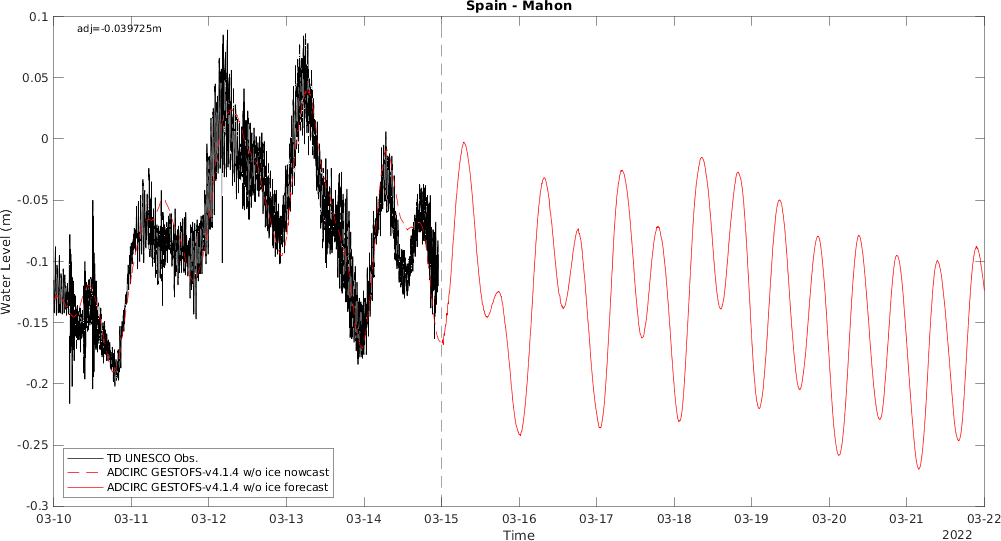 Spain - Mahon
adj=-0.039725m
0.1
0.05
0
-0.05
-0.1
-0.15
-0.2
-0.25
-0.3
Water Level (m)
TD UNESCO Obs.
ADCIRC GESTOFS-v4.1.4 w/o ice nowcast
ADCIRC GESTOFS-v4.1.4 w/o ice forecast
03-10 03-11 03-12 03-13 03-14 03-15 03-16 03-17 03-18 03-19 03-20 03-21 03-22
Time
2022